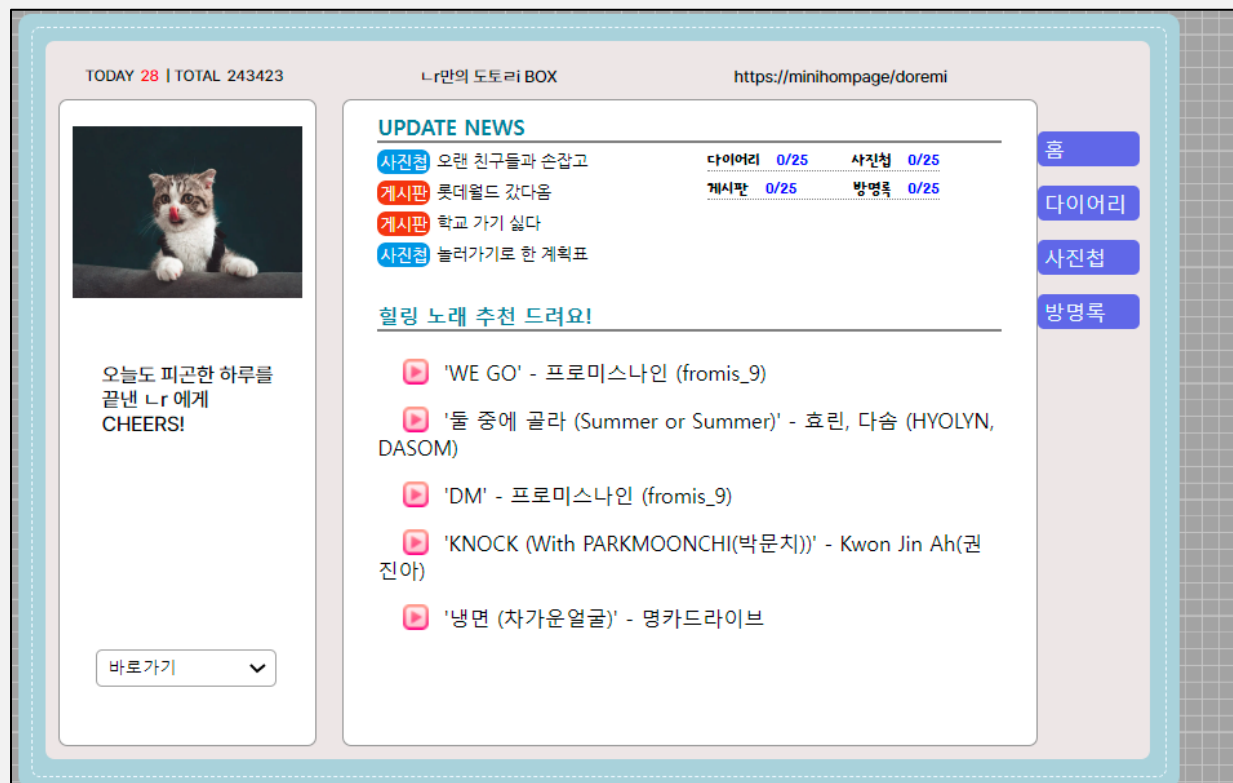 TODAY 28 | TOTAL 243423
ㄴr만의 도토ㄹi BOX
https://minihompage/doremi
오늘도 피곤한 하루를
끝낸 ㄴr 에게
CHEERS!
바로가기
UPDATE NEWS
사진첩 오랜 친구들과 손잡고
게시판 롯데월드 갔다옴
게시판 학교 가기 싫다
사진첩 놀러가기로 한 계획표
다이어리 0/25 사진첩 0/25
게시판 0/25 방명록 0/25
힐링 노래 추천 드려요!
'WE GO' - 프로미스나인 (fromis_9)
'둘 중에 골라 (Summer or Summer)' - 효린, 다솜 (HYOLYN,
DASOM)
'DM' - 프로미스나인 (fromis_9)
'KNOCK (With PARKMOONCHI(박문치))' - Kwon Jin Ah(권
진아)
'냉면 (차가운얼굴)' - 명카드라이브
홈
다이어리
사진첩
방명록